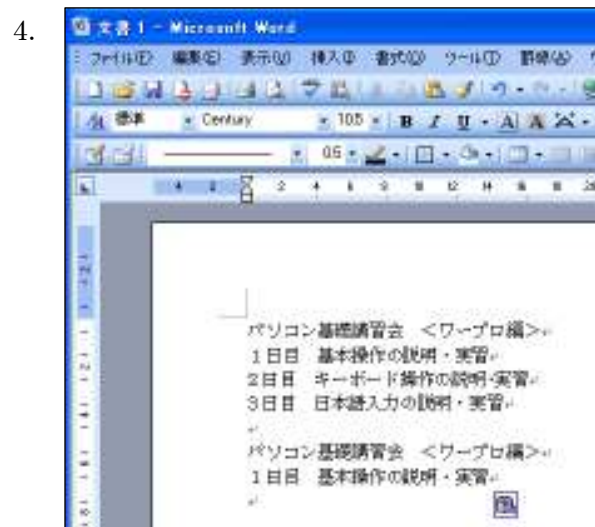 4.
文書 1 - Microsoft Word
ファイル(F) 編集(E) 表示(V) 挿入(I) 書式(O) ツール(T) 罫線(A)
標準 Century 10.5 B I U A A
0.5
パソコン基礎講習会 <ワープロ編>
1日目 基本操作の説明・実習
2日目 キーボード操作の説明・実習
3日目 日本語入力の説明・実習
パソコン基礎講習会 <ワープロ編>
1日目 基本操作の説明・実習